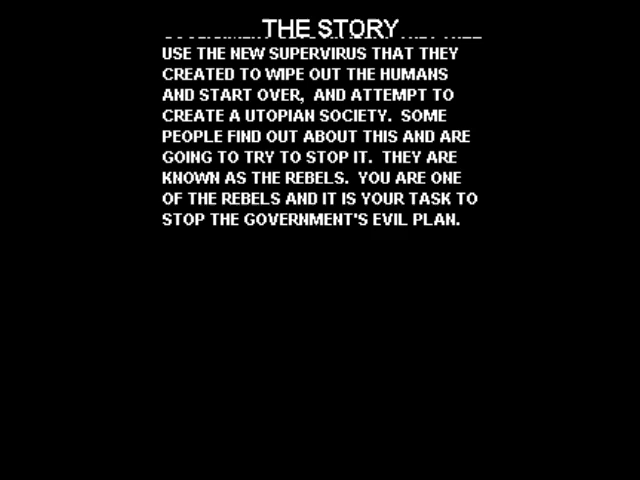 THE STORY
USE THE NEW SUPERVIRUS THAT THEY
CREATED TO WIPE OUT THE HUMANS
AND START OVER,  AND ATTEMPT TO
CREATE A UTOPIAN SOCIETY.  SOME
PEOPLE FIND OUT ABOUT THIS AND ARE
GOING TO TRY TO STOP IT.  THEY ARE
KNOWN AS THE REBELS.  YOU ARE ONE
OF THE REBELS AND IT IS YOUR TASK TO
STOP THE GOVERNMENT'S EVIL PLAN.